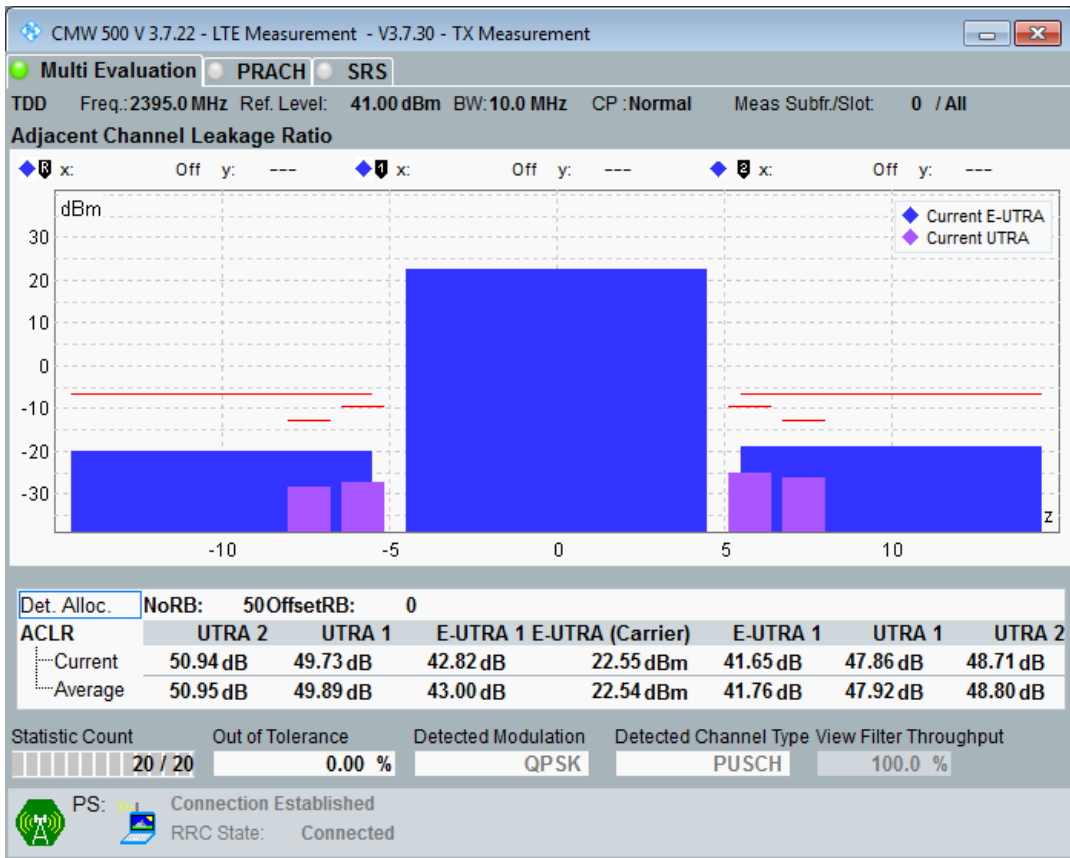 CMW 500 V 3.7.22 - LTE Measurement - V3.7.30 - TX Measurement
Multi Evaluation PRACH SRS
TDD Freq.:2395.0 MHz Ref. Level: 41.00 dBm BW:10.0 MHz CP :Normal Meas Subfr./Slot: 0 / All
Adjacent Channel Leakage Ratio
R x: Off y: --- 1 x: Off y: --- 2 x: Off y: ---
dBm
Current E-UTRA
Current UTRA
30
20
10
0
-10
-20
-30
z
-10 -5 0 5 10
Det. Alloc. NoRB: 50 OffsetRB: 0
ACLR UTRA 2 UTRA 1 E-UTRA 1 E-UTRA (Carrier) E-UTRA 1 UTRA 1 UTRA 2
Current 50.94 dB 49.73 dB 42.82 dB 22.55 dBm 41.65 dB 47.86 dB 48.71 dB
Average 50.95 dB 49.89 dB 43.00 dB 22.54 dBm 41.76 dB 47.92 dB 48.80 dB
Statistic Count Out of Tolerance Detected Modulation Detected Channel Type View Filter Throughput
20 / 20 0.00 % QPSK PUSCH 100.0 %
PS: Connection Established
RRC State: Connected